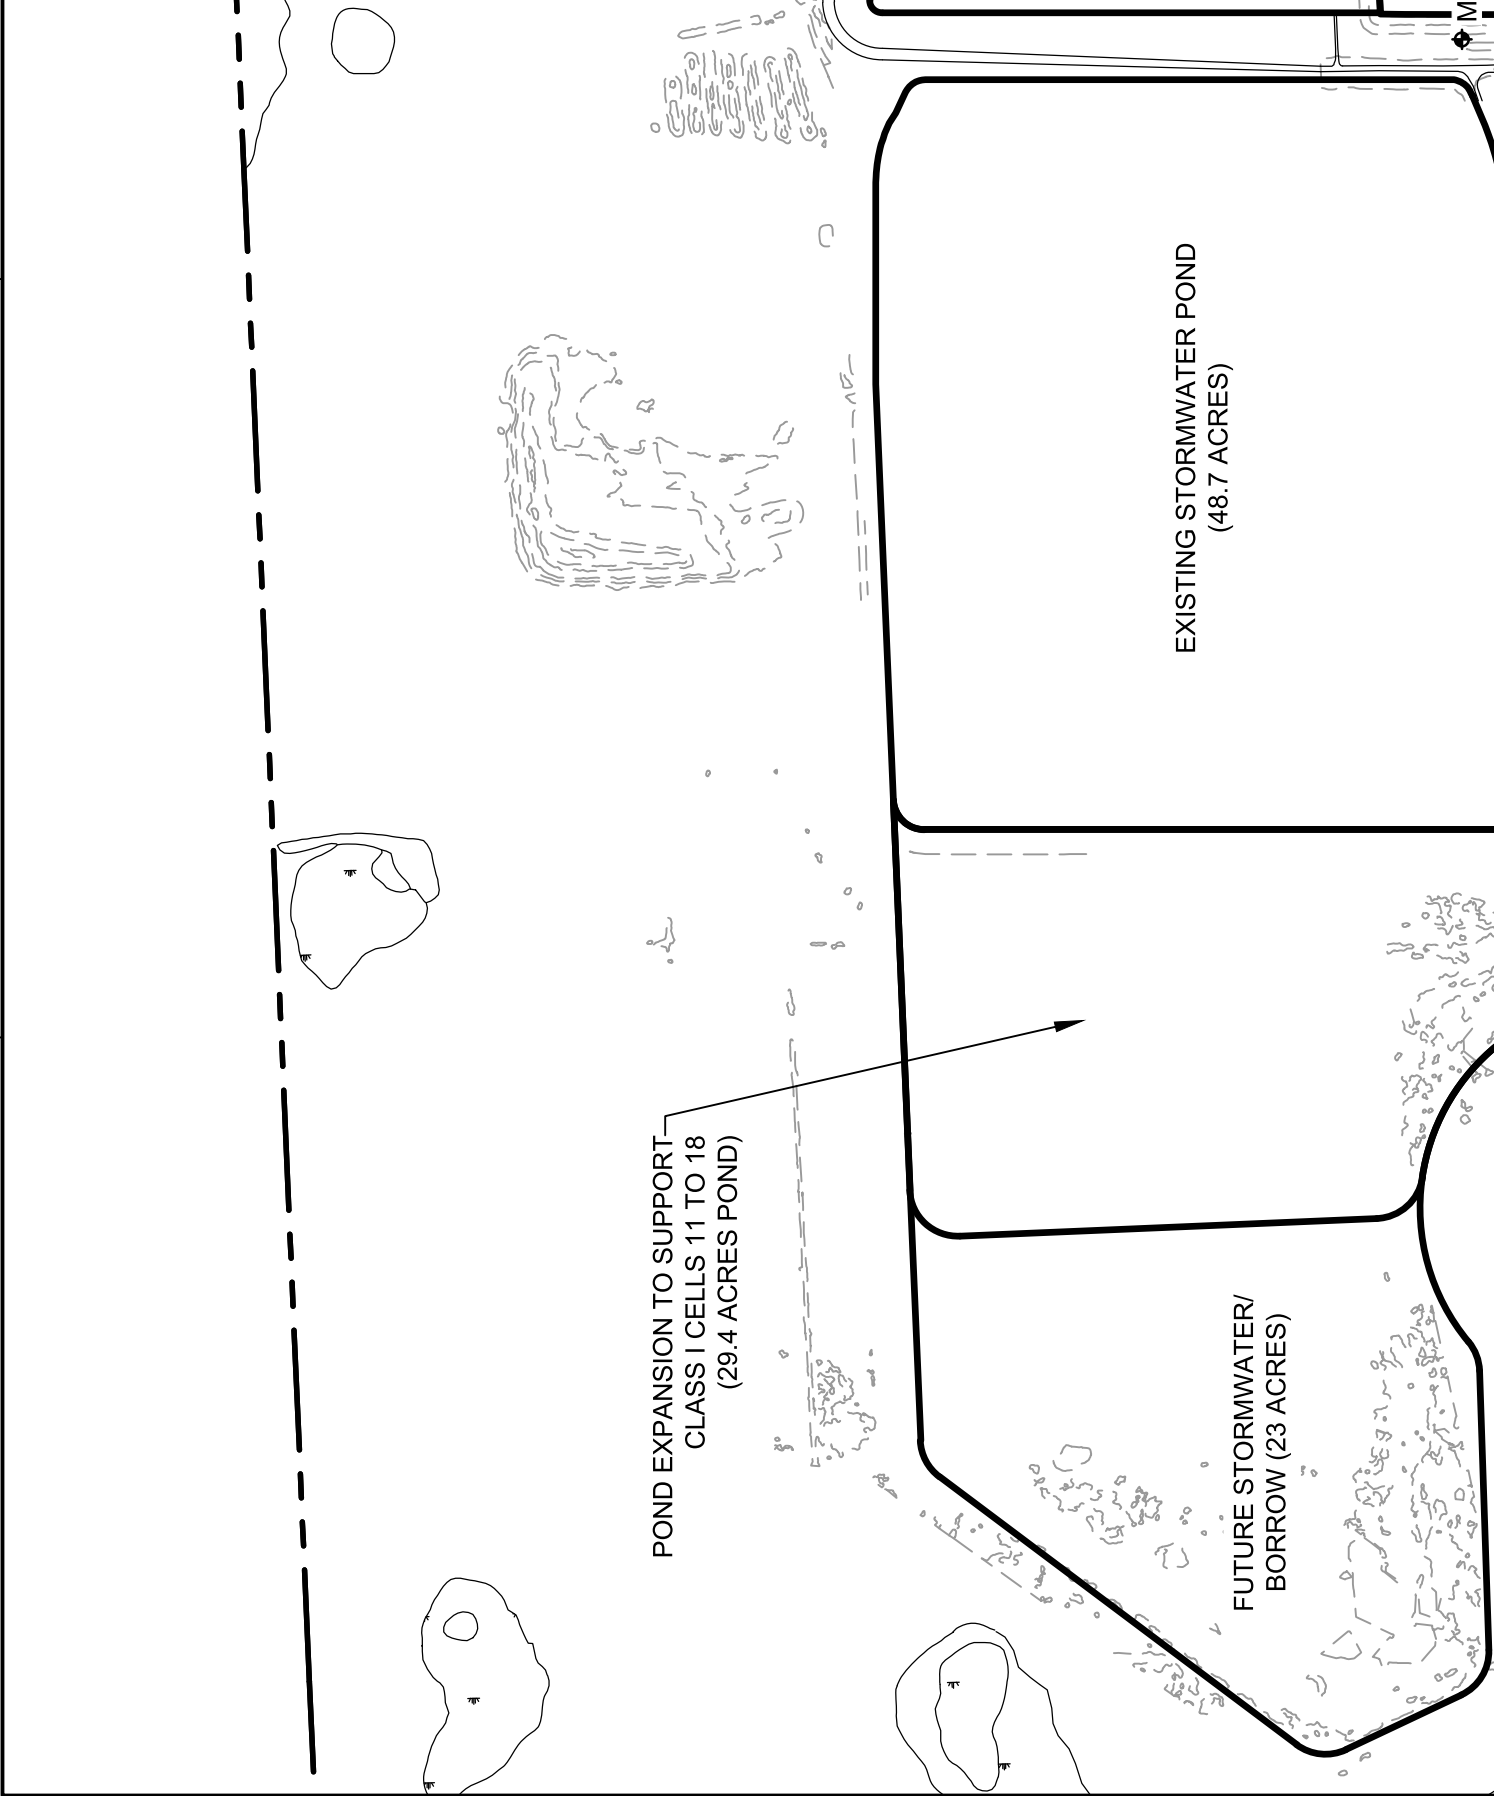 POND EXPANSION TO SUPPORT
CLASS I CELLS 11 TO 18
(29.4 ACRES POND)
EXISTING STORMWATER POND
(48.7 ACRES)
FUTURE STORMWATER/
BORROW (23 ACRES)
M